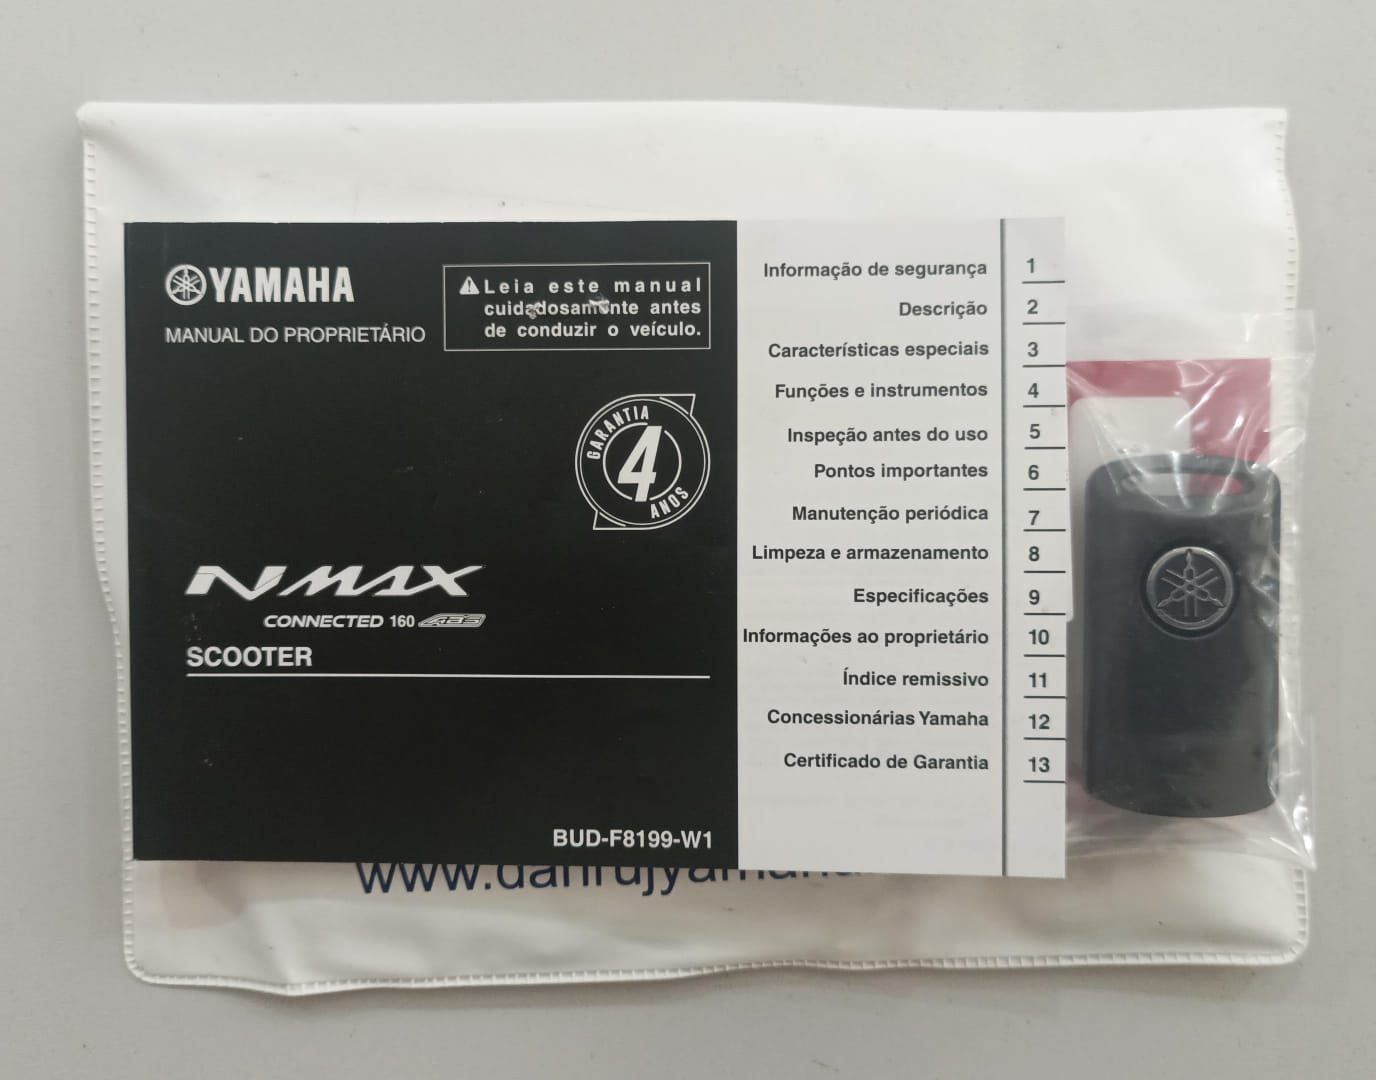 YAMAHA
MANUAL DO PROPRIETÁRIO
Leia este manual
cuidadosamente antes
de conduzir o veículo.
GARANTIA
4
ANOS
NMAX
CONNECTED 160 ABS
SCOOTER
BUD-F8199-W1
Informação de segurança 1
Descrição 2
Características especiais 3
Funções e instrumentos 4
Inspeção antes do uso 5
Pontos importantes 6
Manutenção periódica 7
Limpeza e armazenamento 8
Especificações 9
Informações ao proprietário 10
Índice remissivo 11
Concessionárias Yamaha 12
Certificado de Garantia 13